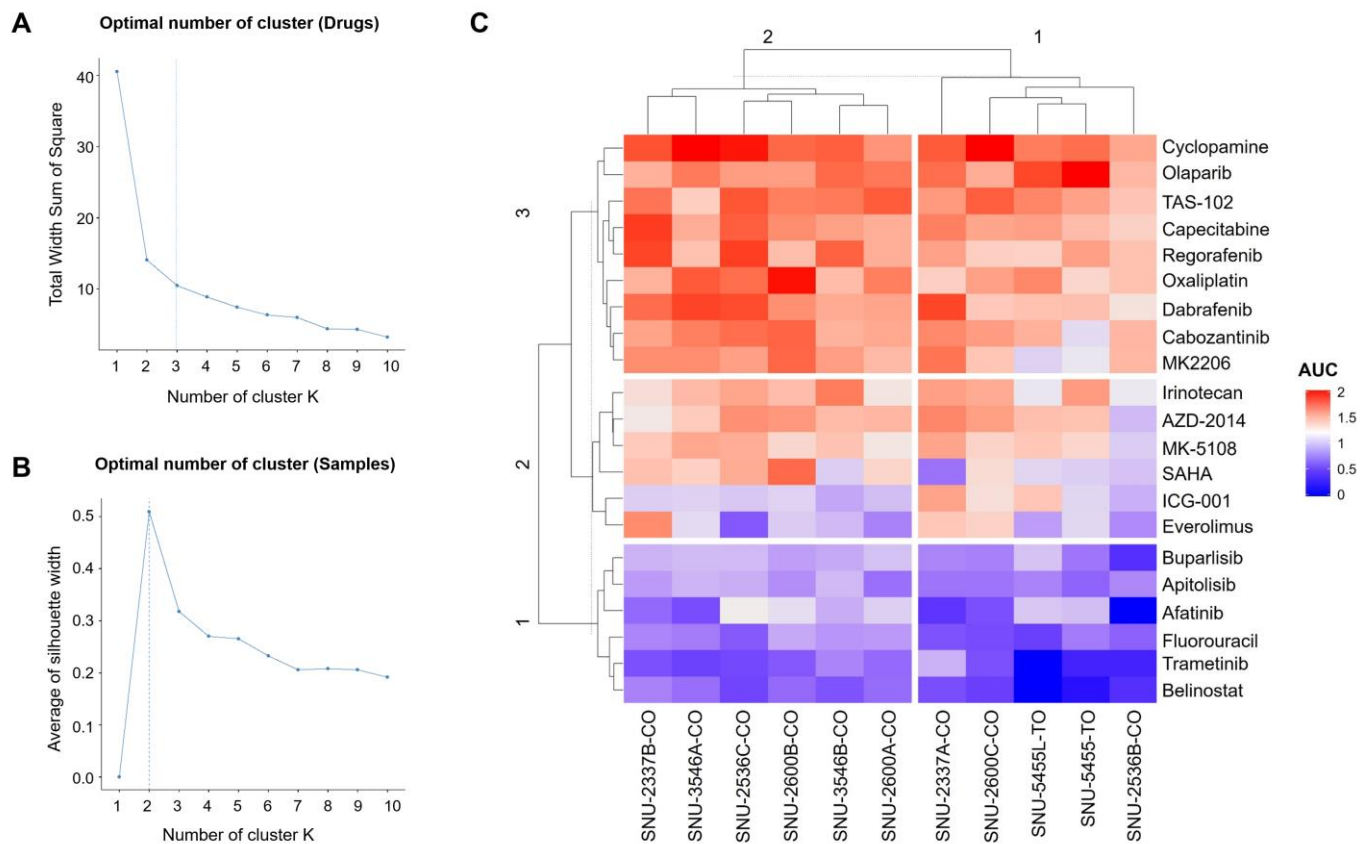 A
Optimal number of cluster (Drugs)
Total Width Sum of Square
40
30
20
10
1 2 3 4 5 6 7 8 9 10
Number of cluster K
B
Optimal number of cluster (Samples)
Average of silhouette width
0.5
0.4
0.3
0.2
0.1
0.0
1 2 3 4 5 6 7 8 9 10
Number of cluster K
C
2 1
3
2
1
Cyclopamine
Olaparib
TAS-102
Capecitabine
Regorafenib
Oxaliplatin
Dabrafenib
Cabozantinib
MK2206
Irinotecan
AZD-2014
MK-5108
SAHA
ICG-001
Everolimus
Buparlisib
Apitolisib
Afatinib
Fluorouracil
Trametinib
Belinostat
SNU-2337B-CO
SNU-3546A-CO
SNU-2536C-CO
SNU-2600B-CO
SNU-3546B-CO
SNU-2600A-CO
SNU-2337A-CO
SNU-2600C-CO
SNU-5455L-TO
SNU-5455-TO
SNU-2536B-CO
AUC
2
1.5
1
0.5
0